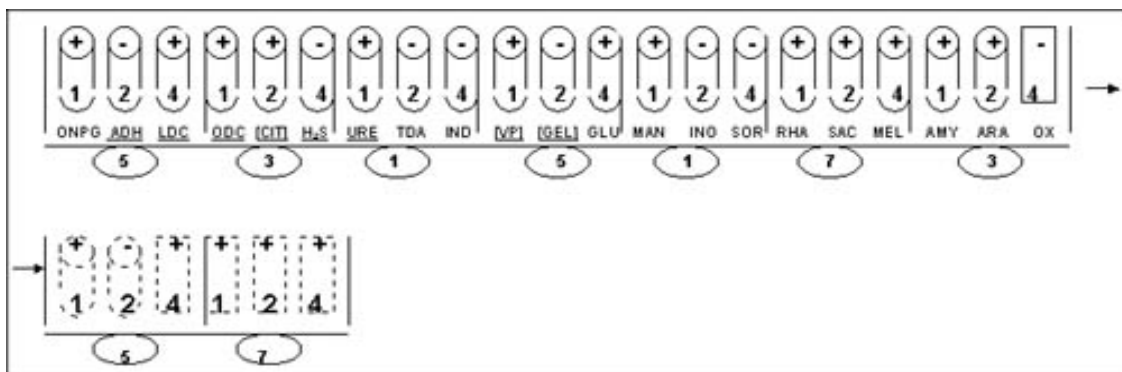 + - + + + - + - - + - + + - - + + + + + -
1 2 4 1 2 4 1 2 4 1 2 4 1 2 4 1 2 4 1 2 4
ONPG ADH LDC ODC [CIT] H₂S URE TDA IND [VP] [GEL] GLU MAN INO SOR RHA SAC MEL AMY ARA OX
5 3 1 5 1 7 3
+ - + + + +
1 2 4 1 2 4
5 7